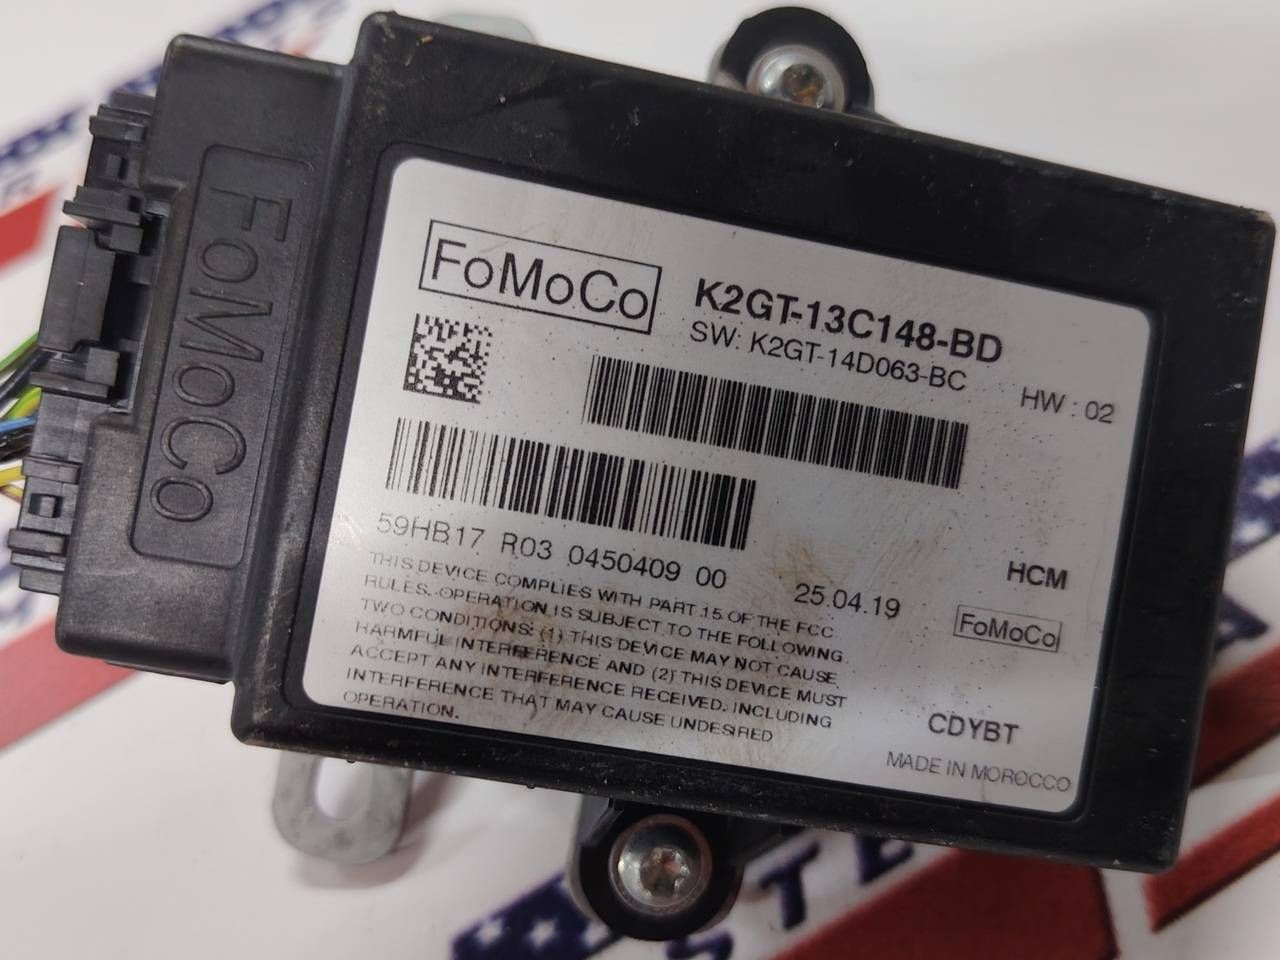 FoMoCo
FoMoCo
K2GT-13C148-BD
SW: K2GT-14D063-BC
HW : 02
59HB17 R03 0450409 00
25.04.19
HCM
FoMoCo
THIS DEVICE COMPLIES WITH PART 15 OF THE FCC
RULES. OPERATION IS SUBJECT TO THE FOLLOWING
TWO CONDITIONS: (1) THIS DEVICE MAY NOT CAUSE
HARMFUL INTERFERENCE AND (2) THIS DEVICE MUST
ACCEPT ANY INTERFERENCE RECEIVED. INCLUDING
INTERFERENCE THAT MAY CAUSE UNDESIRED
OPERATION.
CDYBT
MADE IN MOROCCO